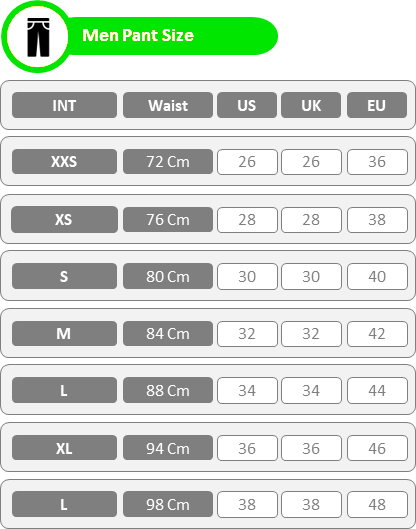 Men Pant Size
INT Waist US UK EU
XXS 72 Cm 26 26 36
XS 76 Cm 28 28 38
S 80 Cm 30 30 40
M 84 Cm 32 32 42
L 88 Cm 34 34 44
XL 94 Cm 36 36 46
L 98 Cm 38 38 48